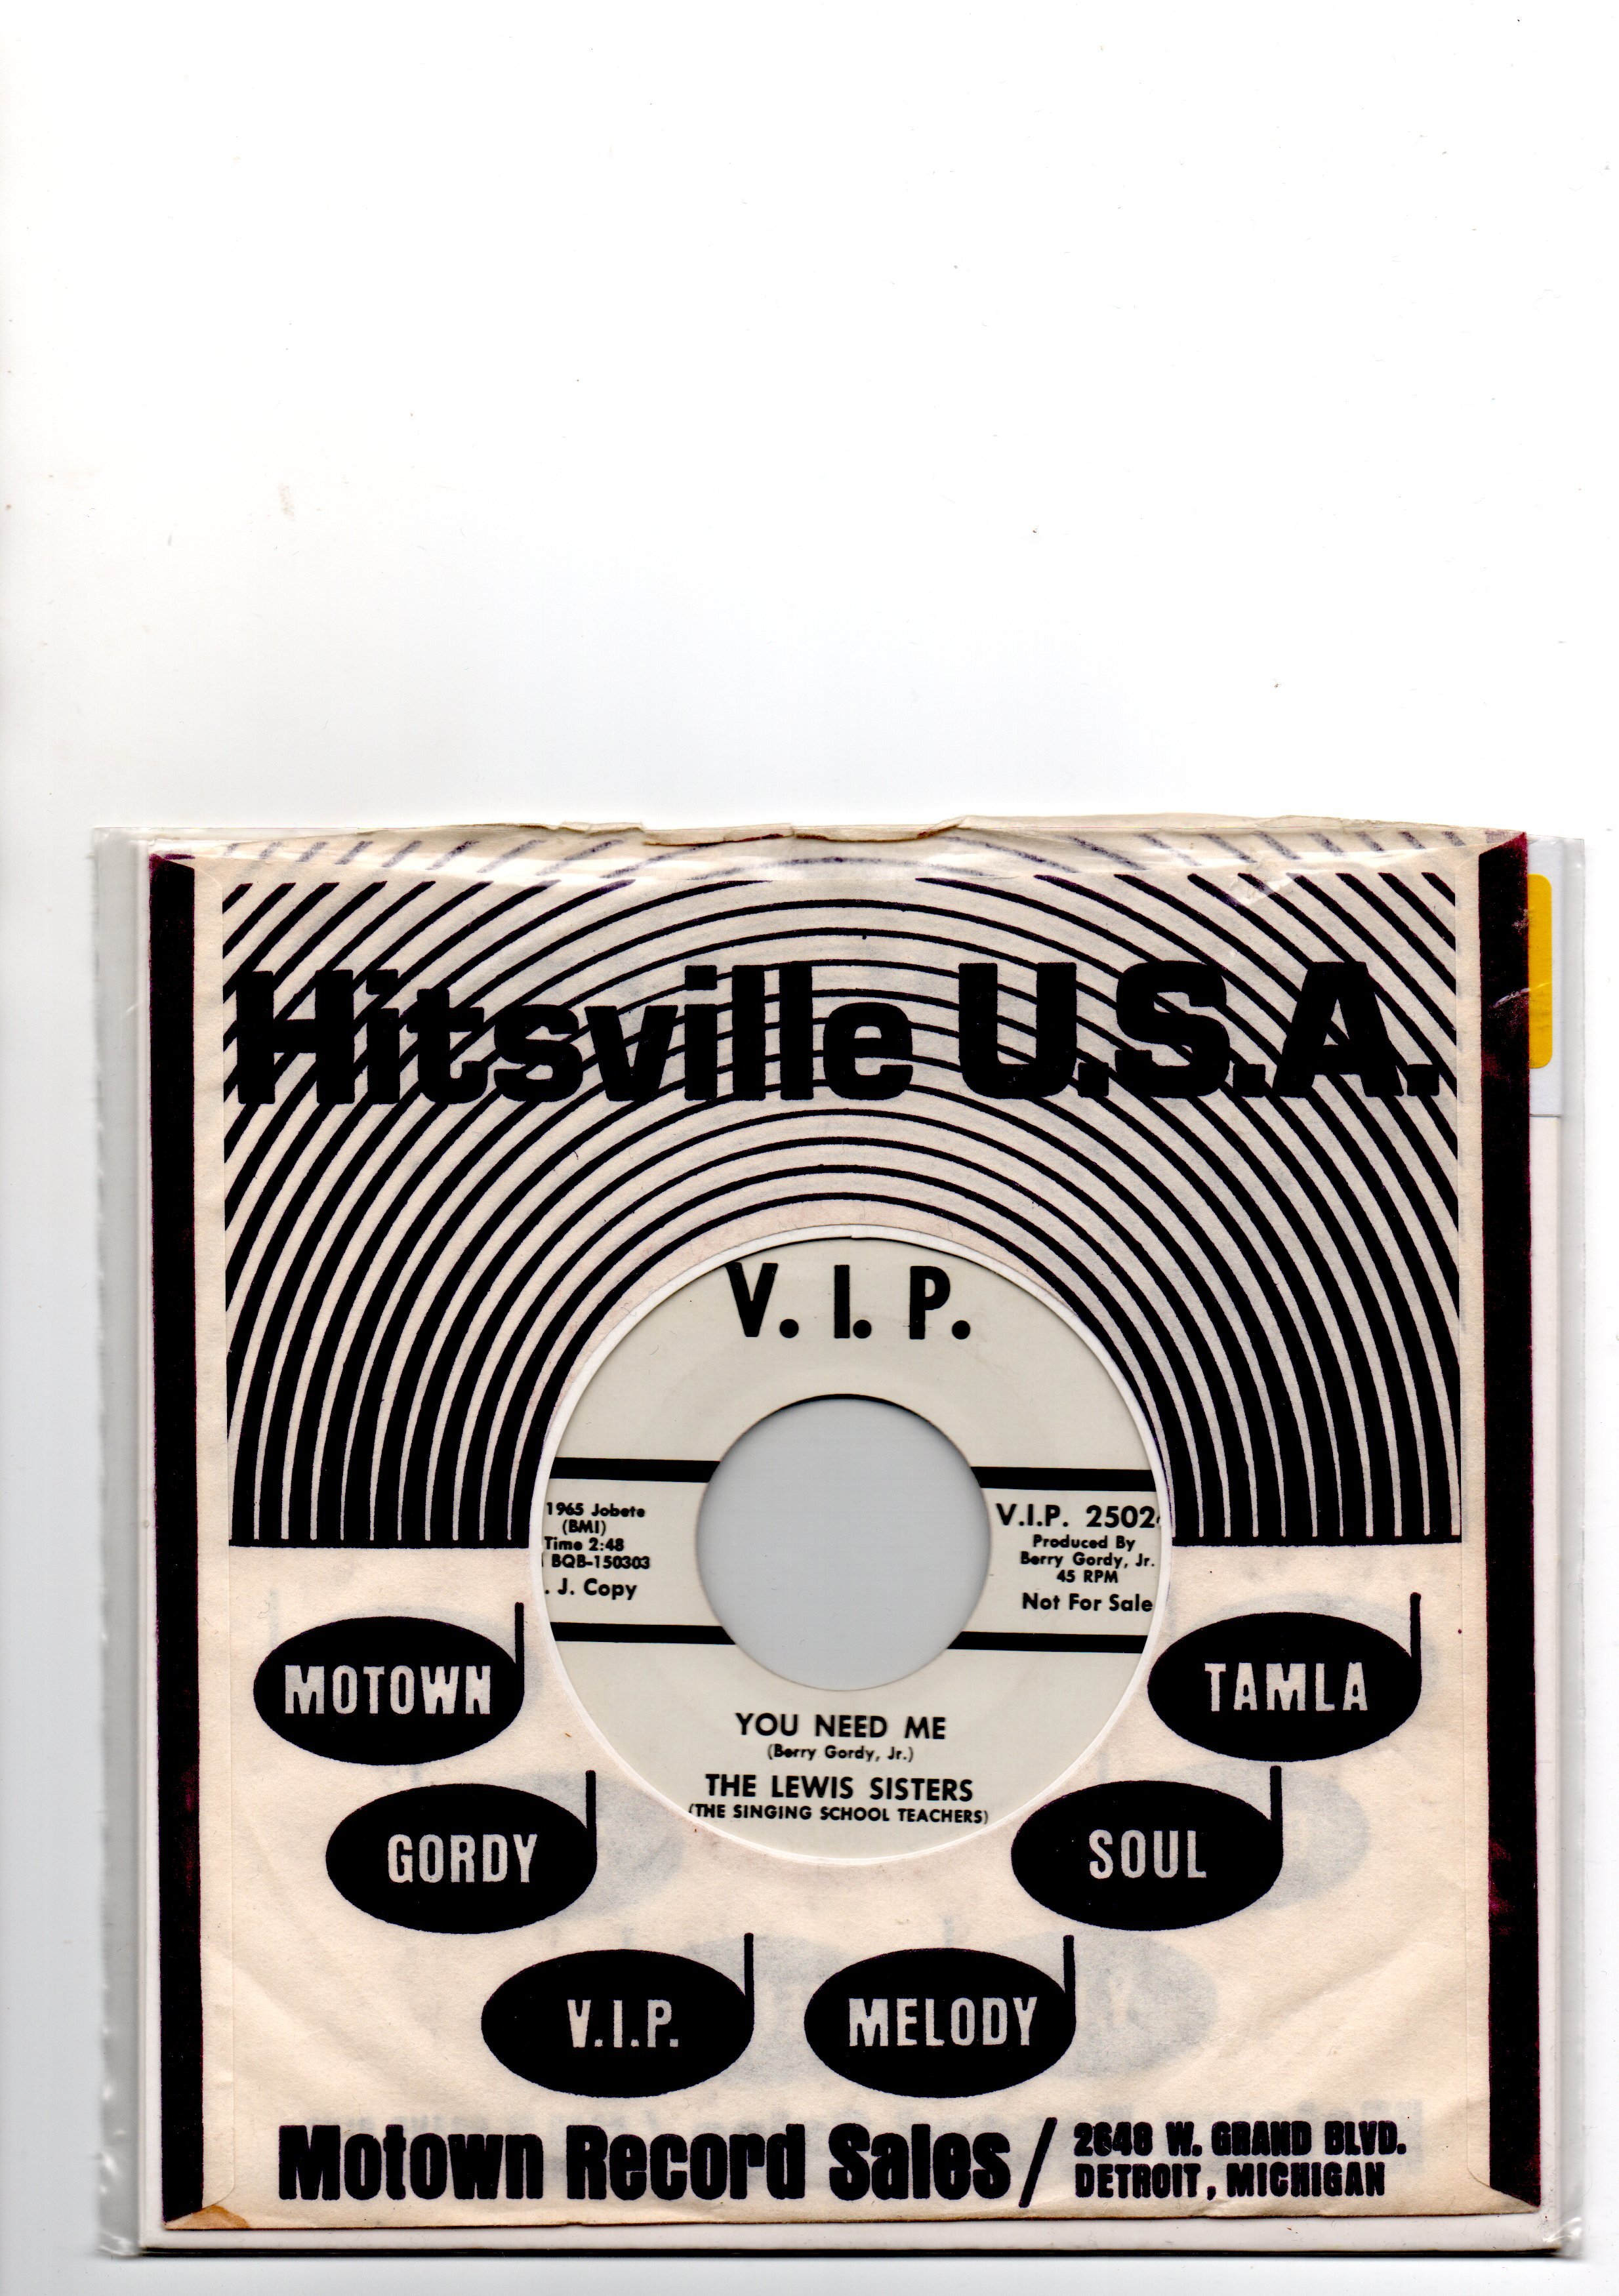 Hitsville U.S.A.
V. I. P.
1965 Jobete
(BMI)
Time 2:48
BQB-150303
. J. Copy
V.I.P. 2502
Produced By
Berry Gordy, Jr.
45 RPM
Not For Sale
YOU NEED ME
(Berry Gordy, Jr.)
THE LEWIS SISTERS
(THE SINGING SCHOOL TEACHERS)
MOTOWN
TAMLA
GORDY
SOUL
V.I.P.
MELODY
Motown Record Sales / 2648 W. GRAND BLVD.
DETROIT, MICHIGAN